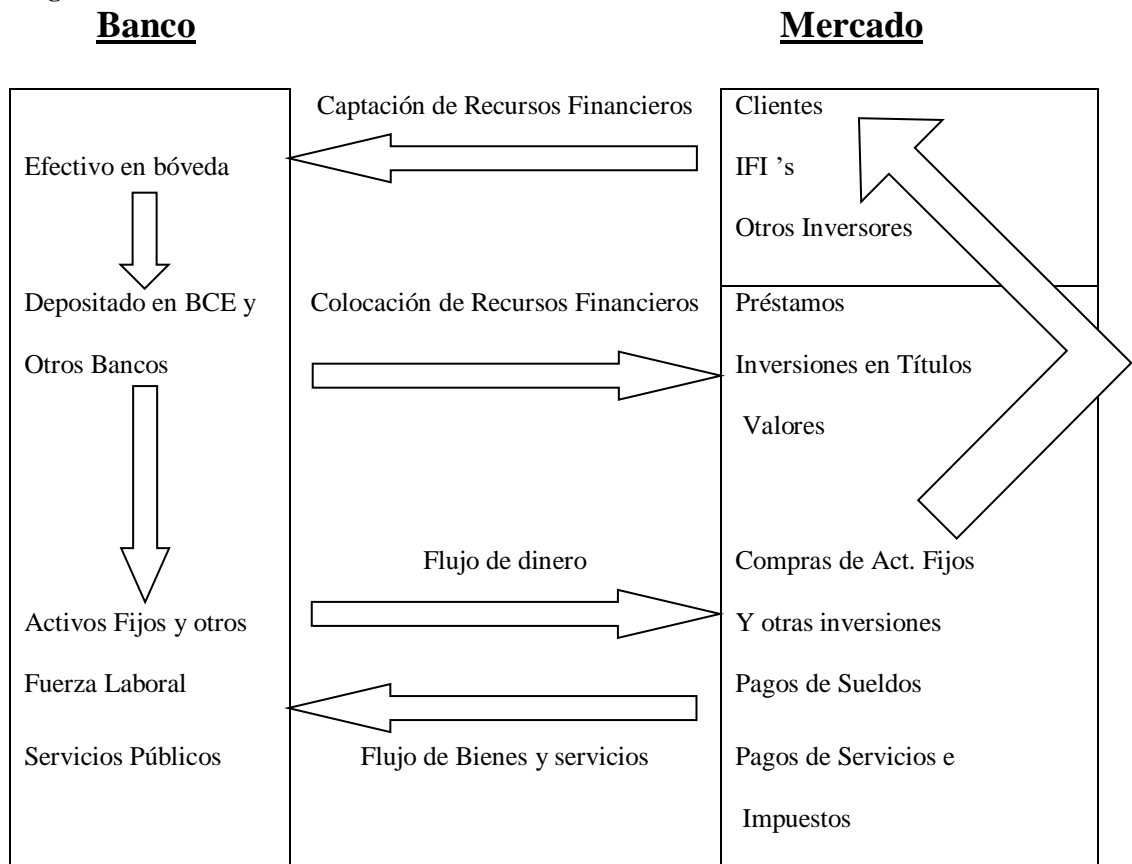 Banco
Mercado
Captación de Recursos Financieros
Clientes
Efectivo en bóveda
IFI ’s
Otros Inversores
Depositado en BCE y
Colocación de Recursos Financieros
Préstamos
Otros Bancos
Inversiones en Títulos
Valores
Flujo de dinero
Compras de Act. Fijos
Activos Fijos y otros
Y otras inversiones
Fuerza Laboral
Pagos de Sueldos
Servicios Públicos
Flujo de Bienes y servicios
Pagos de Servicios e
Impuestos